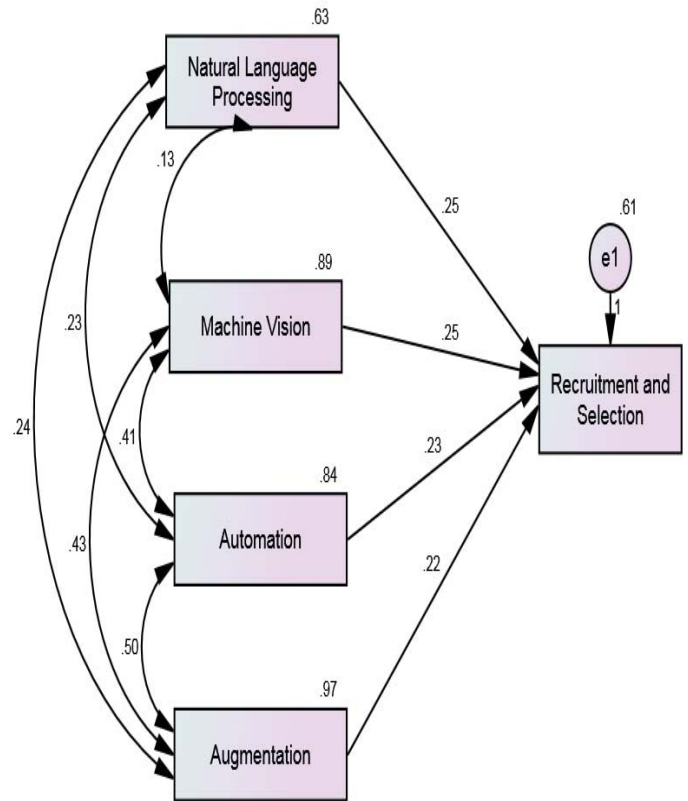 .63
Natural Language
Processing
.13
.25
.61
e1
1
.89
Machine Vision
.25
Recruitment and
Selection
.23
.24
.41
.43
.84
Automation
.23
.22
.50
.97
Augmentation